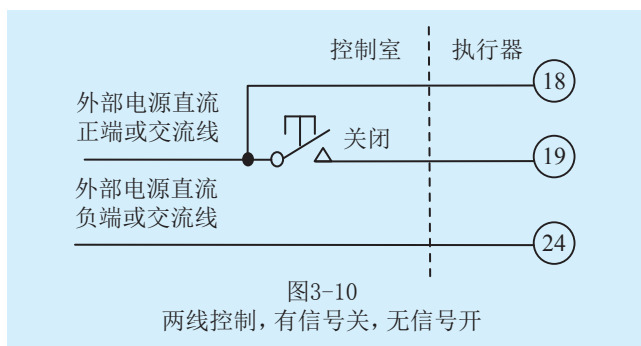 控制室 执行器
18
外部电源直流
正端或交流线
关闭
19
外部电源直流
负端或交流线
24
图3-10
两线控制,有信号关,无信号开